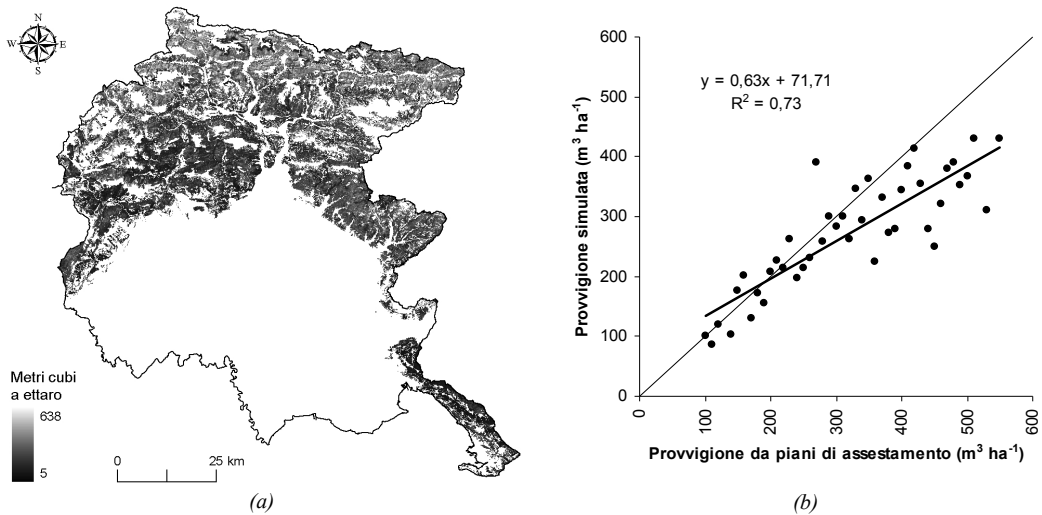 N
W E
S
Metri cubi
a ettaro
638
5
0 25 km
(a)
600
500
400
300
200
100
0
y = 0,63x + 71,71
R² = 0,73
Provvigione simulata (m³ ha⁻¹)
0 100 200 300 400 500 600
Provvigione da piani di assestamento (m³ ha⁻¹)
(b)